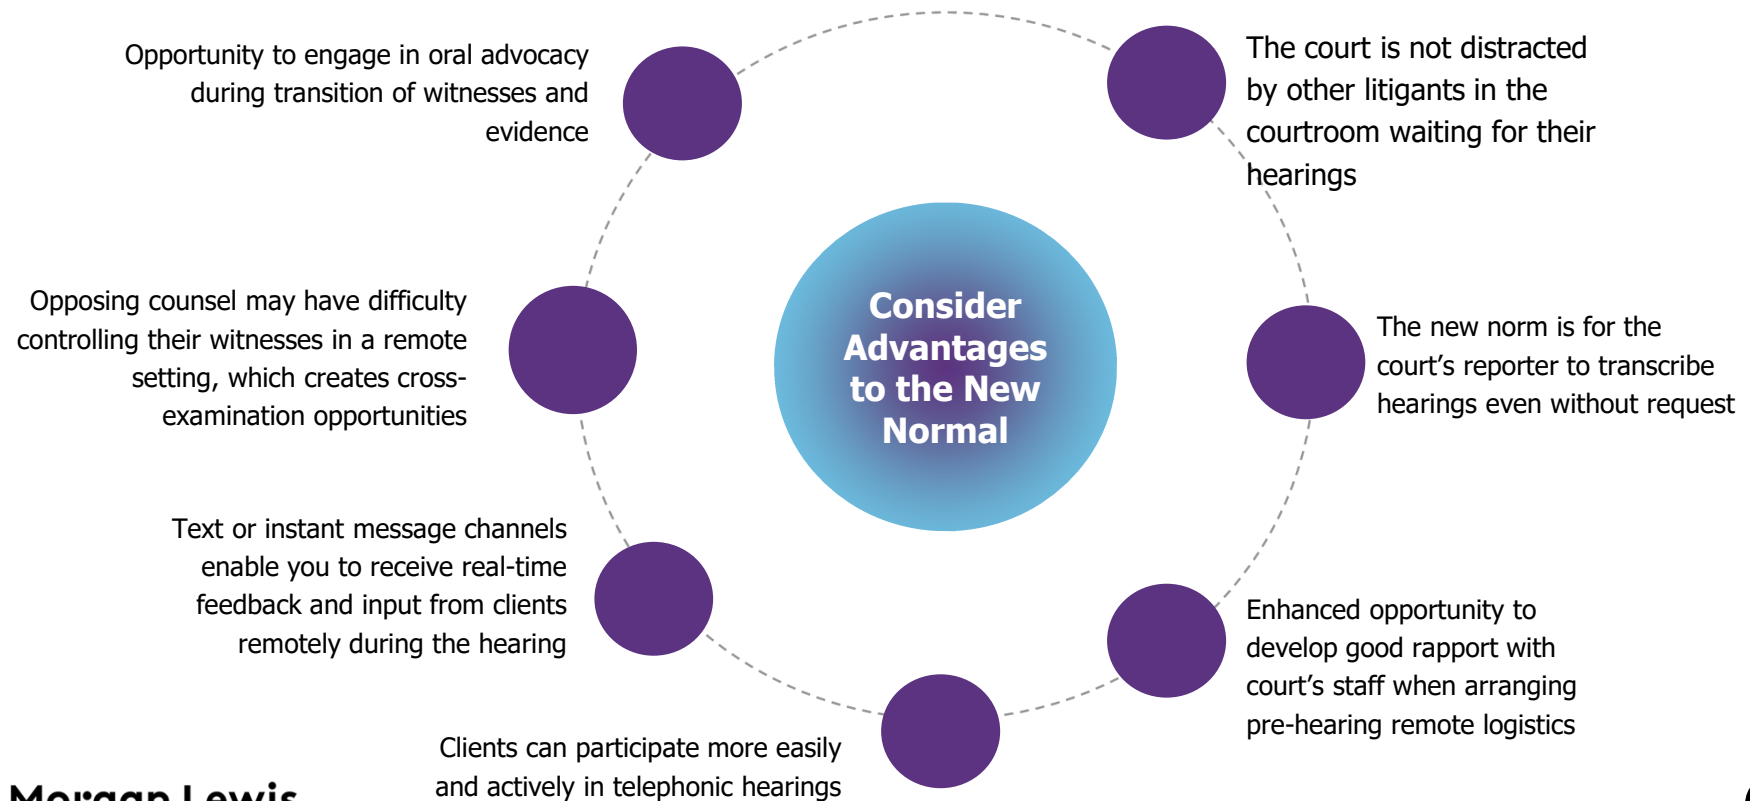 Opportunity to engage in oral advocacy
during transition of witnesses and
evidence
The court is not distracted
by other litigants in the
courtroom waiting for their
hearings
Opposing counsel may have difficulty
controlling their witnesses in a remote
setting, which creates cross-
examination opportunities
Consider
Advantages
to the New
Normal
The new norm is for the
court’s reporter to transcribe
hearings even without request
Text or instant message channels
enable you to receive real-time
feedback and input from clients
remotely during the hearing
Enhanced opportunity to
develop good rapport with
court’s staff when arranging
pre-hearing remote logistics
Clients can participate more easily
and actively in telephonic hearings
Morgan Lewis